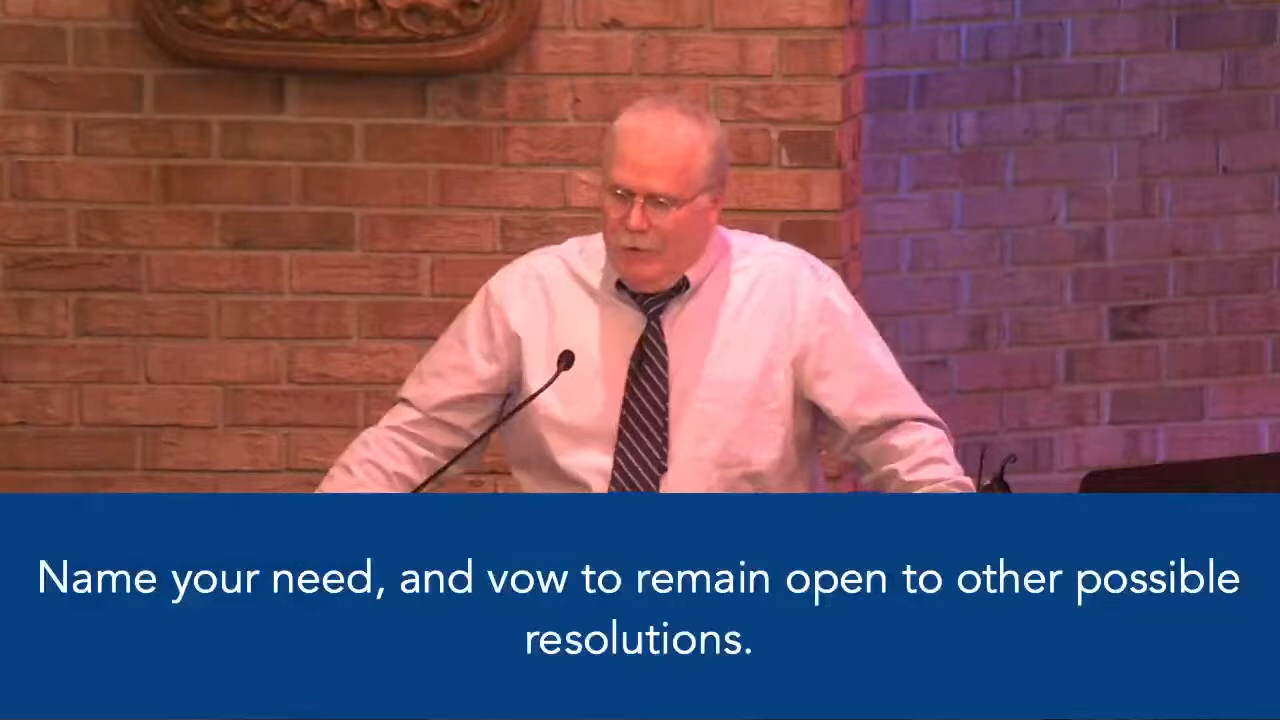 Name your need, and vow to remain open to other possible
resolutions.